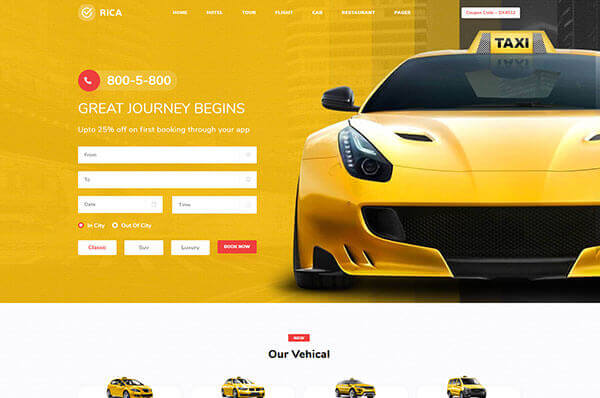 RICA
HOME HOTEL TOUR FLIGHT CAR RESTAURANT PAGES
Coupon Code - DX4532
TAXI
800-5-800
GREAT JOURNEY BEGINS
Upto 25% off on first booking through your app
From
To
Date Time
In City Out Of City
Classic Suv Luxury BOOK NOW
NEW
Our Vehical